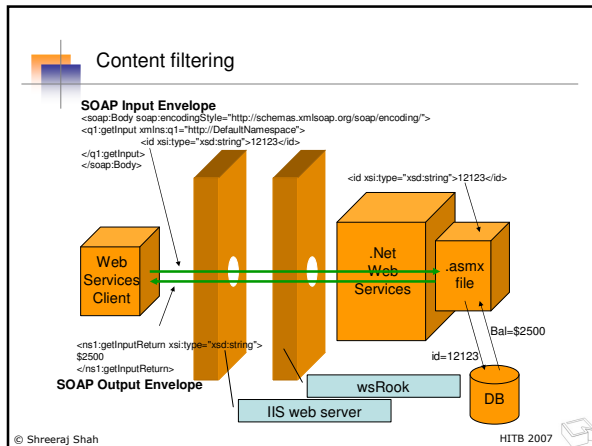 Content filtering
SOAP Input Envelope
<soap:Body soap:encodingStyle="http://schemas.xmlsoap.org/soap/encoding/">
<q1:getInput xmlns:q1="http://DefaultNamespace">
<id xsi:type="xsd:string">12123</id>
</q1:getInput>
</soap:Body>
<id xsi:type="xsd:string">12123</id>
Web
Services
Client
.Net
Web
Services
.asmx
file
Bal=$2500
id=12123
DB
<ns1:getInputReturn xsi:type="xsd:string">
$2500
</ns1:getInputReturn>
SOAP Output Envelope
wsRook
IIS web server
© Shreeraj Shah
HITB 2007